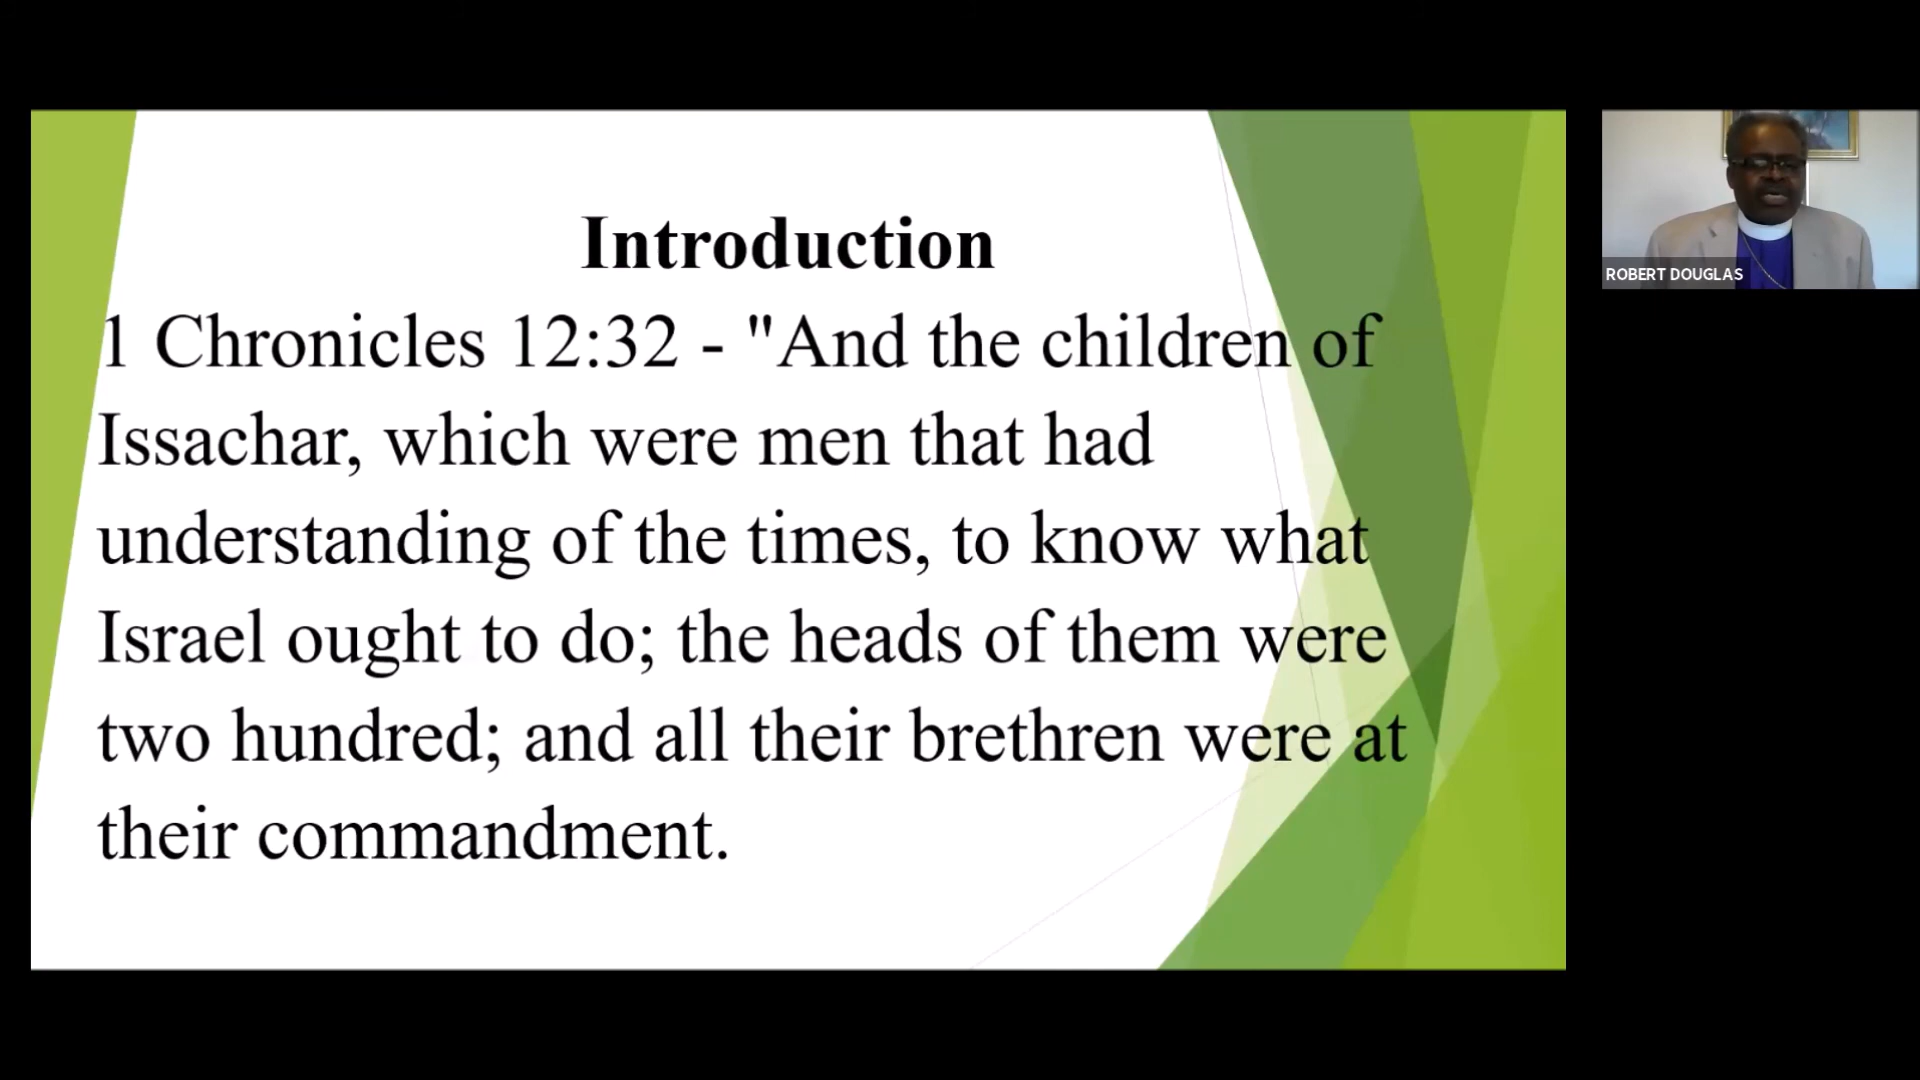 Introduction
1 Chronicles 12:32 - "And the children of
Issachar, which were men that had
understanding of the times, to know what
Israel ought to do; the heads of them were
two hundred; and all their brethren were at
their commandment.
ROBERT DOUGLAS